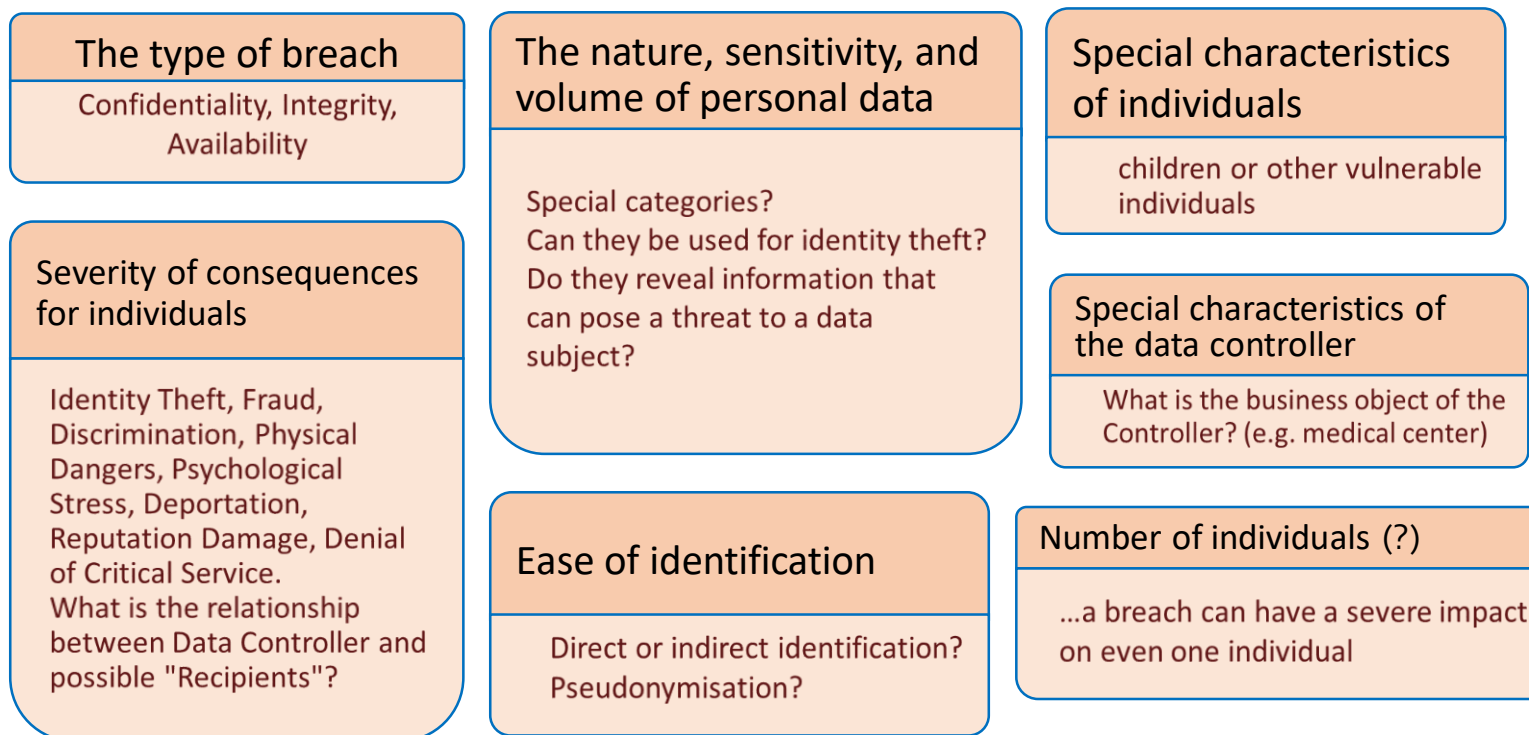 The type of breach
Confidentiality, Integrity,
Availability
Severity of consequences
for individuals
Identity Theft, Fraud,
Discrimination, Physical
Dangers, Psychological
Stress, Deportation,
Reputation Damage, Denial
of Critical Service.
What is the relationship
between Data Controller and
possible "Recipients"?
The nature, sensitivity, and
volume of personal data
Special categories?
Can they be used for identity theft?
Do they reveal information that
can pose a threat to a data
subject?
Ease of identification
Direct or indirect identification?
Pseudonymisation?
Special characteristics
of individuals
children or other vulnerable
individuals
Special characteristics of
the data controller
What is the business object of the
Controller? (e.g. medical center)
Number of individuals (?)
...a breach can have a severe impact
on even one individual